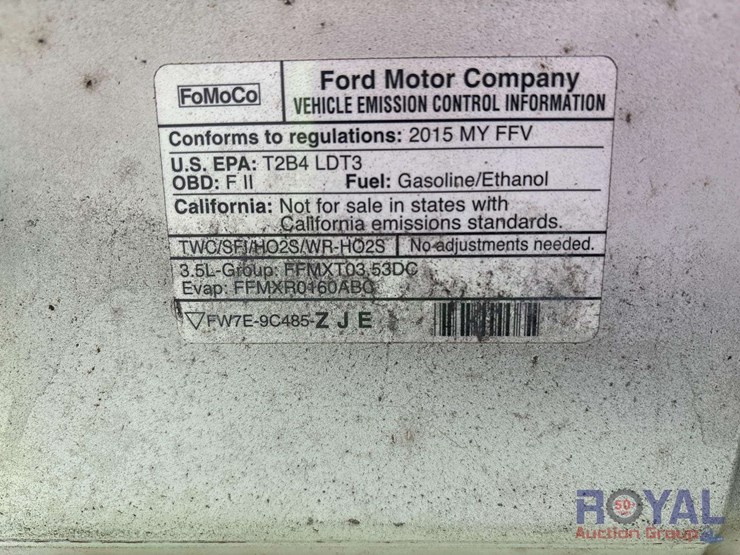 FoMoCo
Ford Motor Company
VEHICLE EMISSION CONTROL INFORMATION
Conforms to regulations: 2015 MY FFV
U.S. EPA: T2B4 LDT3
OBD: F II Fuel: Gasoline/Ethanol
California: Not for sale in states with
California emissions standards.
TWC/SFI/HO2S/WR-HO2S No adjustments needed.
3.5L-Group: FFMXT03.53DC
Evap: FFMXR0160ABC
FW7E-9C485-ZJE
ROYAL
50
Auction Group